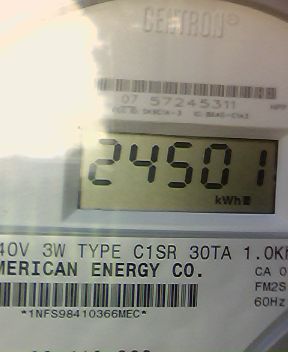 CENTRON®
07 57245311
24501
kWh
40V 3W TYPE C1SR 30TA 1.0Kh
MERICAN ENERGY CO.
CA 0
FM2S
60Hz
*1NFS98410366MEC*